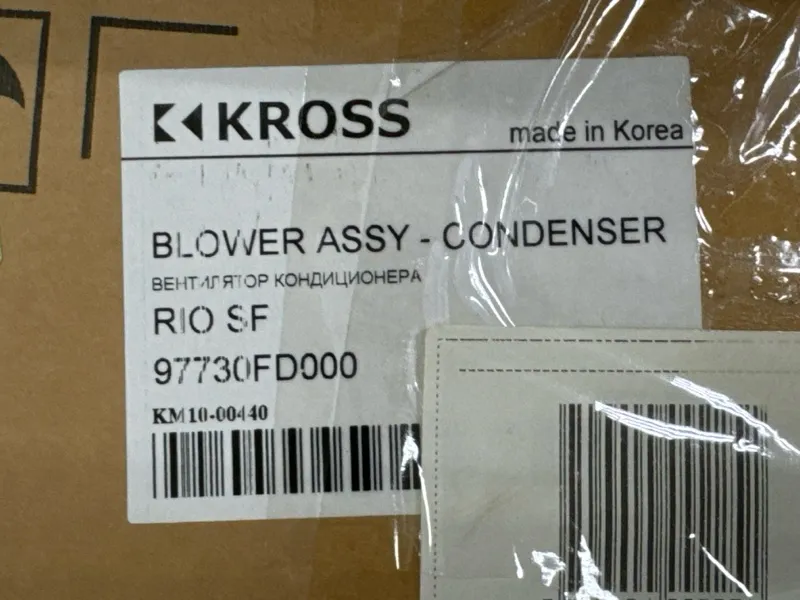 KROSS
made in Korea
BLOWER ASSY - CONDENSER
ВЕНТИЛЯТОР КОНДИЦИОНЕРА
RIO SF
97730FD000
KM10-00440